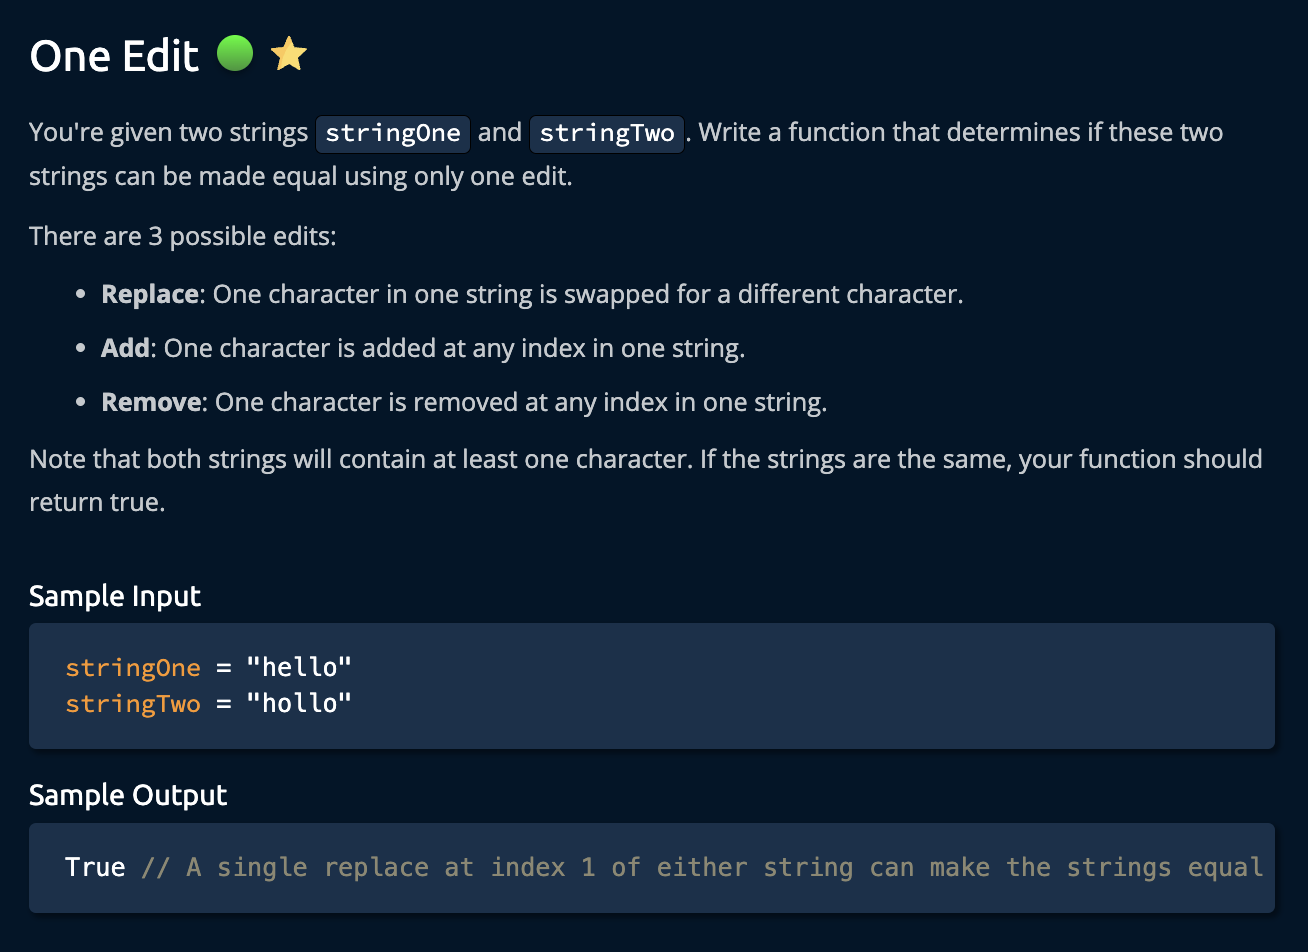 One Edit
You're given two strings stringOne and stringTwo. Write a function that determines if these two
strings can be made equal using only one edit.
There are 3 possible edits:
• Replace: One character in one string is swapped for a different character.
• Add: One character is added at any index in one string.
• Remove: One character is removed at any index in one string.
Note that both strings will contain at least one character. If the strings are the same, your function should
return true.
Sample Input
stringOne = "hello"
stringTwo = "hollo"
Sample Output
True // A single replace at index 1 of either string can make the strings equal